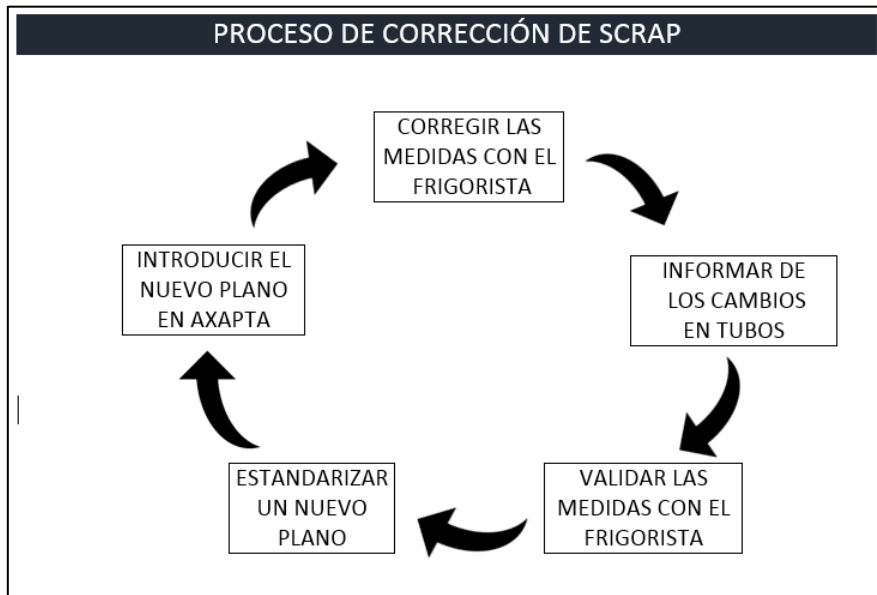 PROCESO DE CORRECCIÓN DE SCRAP
CORREGIR LAS
MEDIDAS CON EL
FRIGORISTA
INFORMAR DE
LOS CAMBIOS
EN TUBOS
VALIDAR LAS
MEDIDAS CON EL
FRIGORISTA
ESTANDARIZAR
UN NUEVO
PLANO
INTRODUCIR EL
NUEVO PLANO
EN AXAPTA